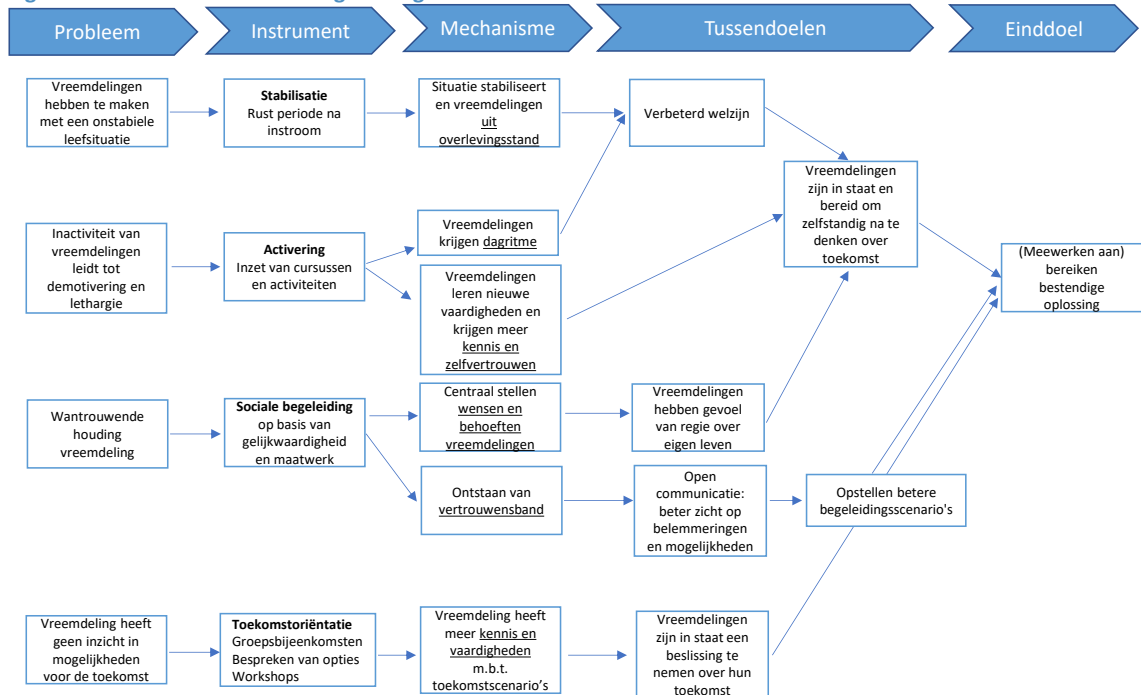 Probleem
Instrument
Mechanisme
Tussendoelen
Einddoel
Vreemdelingen
hebben te maken
met een onstabiele
leefsituatie
Stabilisatie
Rust periode na
instroom
Situatie stabiliseert
en vreemdelingen
uit
overlevingsstand
Verbeterd welzijn
Vreemdelingen
zijn in staat en
bereid om
zelfstandig na te
denken over
toekomst
Inactiviteit van
vreemdelingen
leidt tot
demotivering en
lethargie
Activering
Inzet van cursussen
en activiteiten
Vreemdelingen
krijgen dagritme
Vreemdelingen
leren nieuwe
vaardigheden en
krijgen meer
kennis en
zelfvertrouwen
(Meewerken aan)
bereiken
bestendige
oplossing
Wantrouwende
houding
vreemdeling
Sociale begeleiding
op basis van
gelijkwaardigheid
en maatwerk
Centraal stellen
wensen en
behoeften
vreemdelingen
Vreemdelingen
hebben gevoel
van regie over
eigen leven
Ontstaan van
vertrouwensband
Open
communicatie:
beter zicht op
belemmeringen
en mogelijkheden
Opstellen betere
begeleidingsscenario's
Vreemdeling heeft
geen inzicht in
mogelijkheden
voor de toekomst
Toekomstoriëntatie
Groepsbijeenkomsten
Bespreken van opties
Workshops
Vreemdeling heeft
meer kennis en
vaardigheden
m.b.t.
toekomstscenario's
Vreemdelingen
zijn in staat een
beslissing te
nemen over hun
toekomst